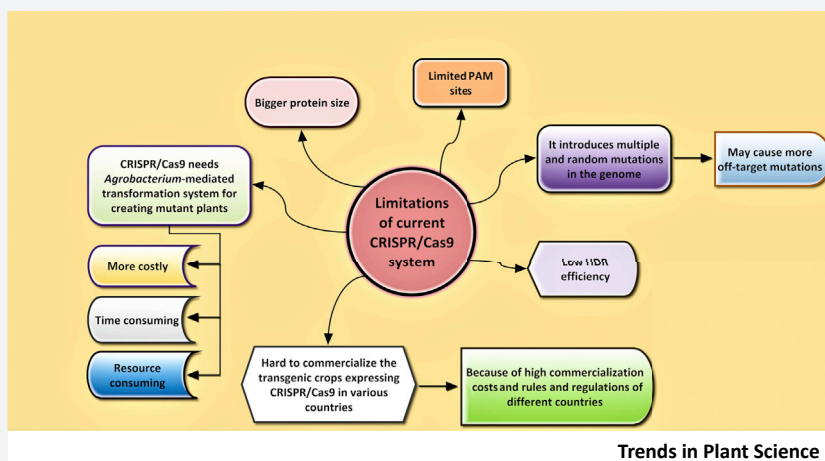 Limited PAM
sites
Bigger protein size
It introduces multiple
and random mutations
in the genome
May cause more
off-target mutations
CRISPR/Cas9 needs
Agrobacterium-mediated
transformation system for
creating mutant plants
Limitations
of current
CRISPR/Cas9
system
More costly
Time consuming
Resource
consuming
Low
efficiency
Hard to commercialize the
transgenic crops expressing
CRISPR/Cas9 in various
countries
Because of high commercialization
costs and rules and regulations of
different countries
Trends in Plant Science